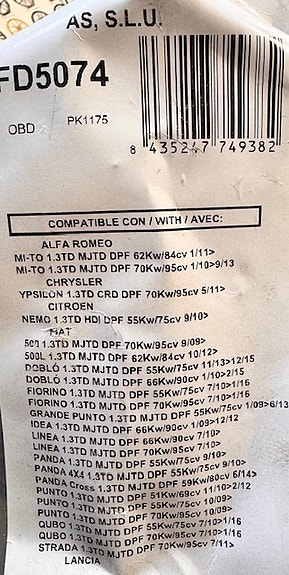 AS, S.L.U.
FD5074
OBD PK1175
8 435247 749382
COMPATIBLE CON / WITH / AVEC:
ALFA ROMEO
MI-TO 1.3TD MJTD DPF 62Kw/84cv 1/11>
MI-TO 1.3TD MJTD DPF 70Kw/95cv 1/10>9/13
CHRYSLER
YPSILON 1.3TD CRD DPF 70Kw/95cv 5/11>
CITROEN
NEMO 1.3TD HDI DPF 55Kw/75cv 9/10>
FIAT
500 1.3TD MJTD DPF 70Kw/95cv 9/09>
500L 1.3TD MJTD DPF 62Kw/84cv 10/12>
DOBLÓ 1.3TD MJTD DPF 55Kw/75cv 11/13>12/15
DOBLÓ 1.3TD MJTD DPF 66Kw/90cv 1/10>2/15
FIORINO 1.3TD MJTD DPF 55Kw/75cv 7/10>1/16
FIORINO 1.3TD MJTD DPF 70Kw/95cv 7/10>1/16
GRANDE PUNTO 1.3TD MJTD DPF 55Kw/75cv 1/09>6/13
IDEA 1.3TD MJTD DPF 66Kw/90cv 1/09>12/12
LINEA 1.3TD MJTD DPF 66Kw/90cv 7/10>
LINEA 1.3TD MJTD DPF 70Kw/95cv 7/10>
PANDA 1.3TD MJTD DPF 55Kw/75cv 9/10>
PANDA 4X4 1.3TD MJTD DPF 55Kw/75cv 9/10>
PANDA Cross 1.3TD MJTD DPF 59Kw/80cv 6/14>
PUNTO 1.3TD MJTD DPF 51Kw/69cv 11/10>2/12
PUNTO 1.3TD MJTD DPF 55Kw/75cv 10/09>
PUNTO 1.3TD MJTD DPF 70Kw/95cv 10/09>
QUBO 1.3TD MJTD DPF 55Kw/75cv 7/10>1/16
QUBO 1.3TD MJTD DPF 70Kw/95cv 7/10>1/16
STRADA 1.3TD MJTD DPF 70Kw/95cv 7/11>
LANCIA